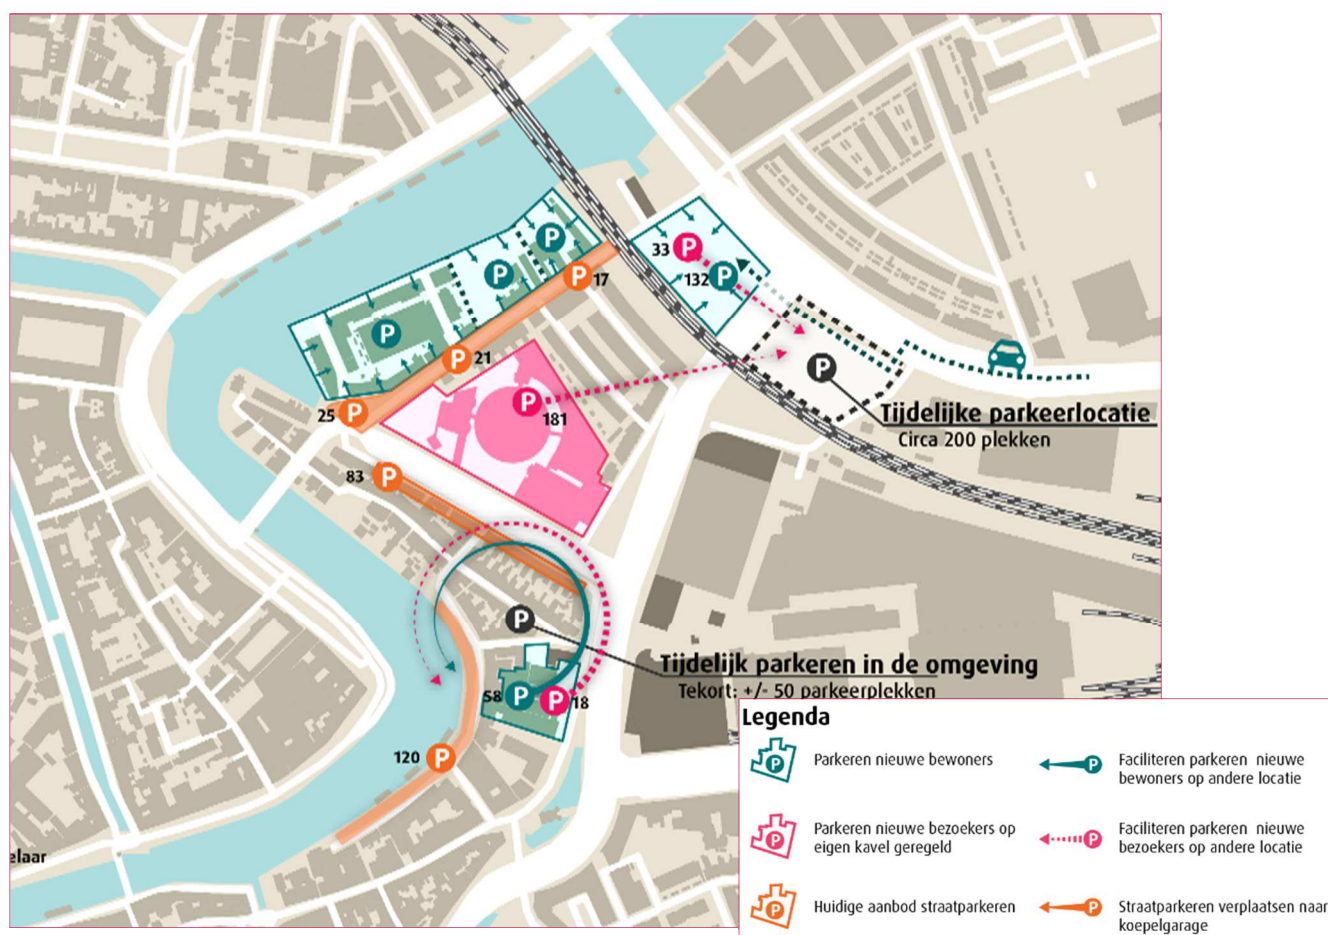 P
P
33 P
P 17
132 P
P
P 21
P
Tijdelijke parkeerlocatie
Circa 200 plekken
25 P
P
181
83 P
P
Tijdelijk parkeren in de omgeving
Tekort: +/- 50 parkeerplekken
58 P
P 18
120 P
elaar
Legenda
P Parkeren nieuwe bewoners
P Faciliteren parkeren nieuwe
bewoners op andere locatie
P Parkeren nieuwe bezoekers op
eigen kavel geregeld
P Faciliteren parkeren nieuwe
bezoekers op andere locatie
P Huidige aanbod straatparkeren
P Straatparkeren verplaatsen naar
koepelgarage